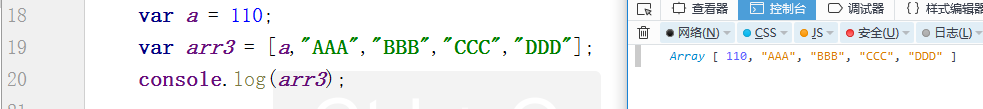 18 var a = 110;
19 var arr3 = [a,"AAA","BBB","CCC","DDD"];
20 console.log(arr3);
查看器 控制台 调试器 {} 样式编辑器
网络(N) CSS JS 安全(U) 日志(L)
Array [ 110, "AAA", "BBB", "CCC", "DDD" ]